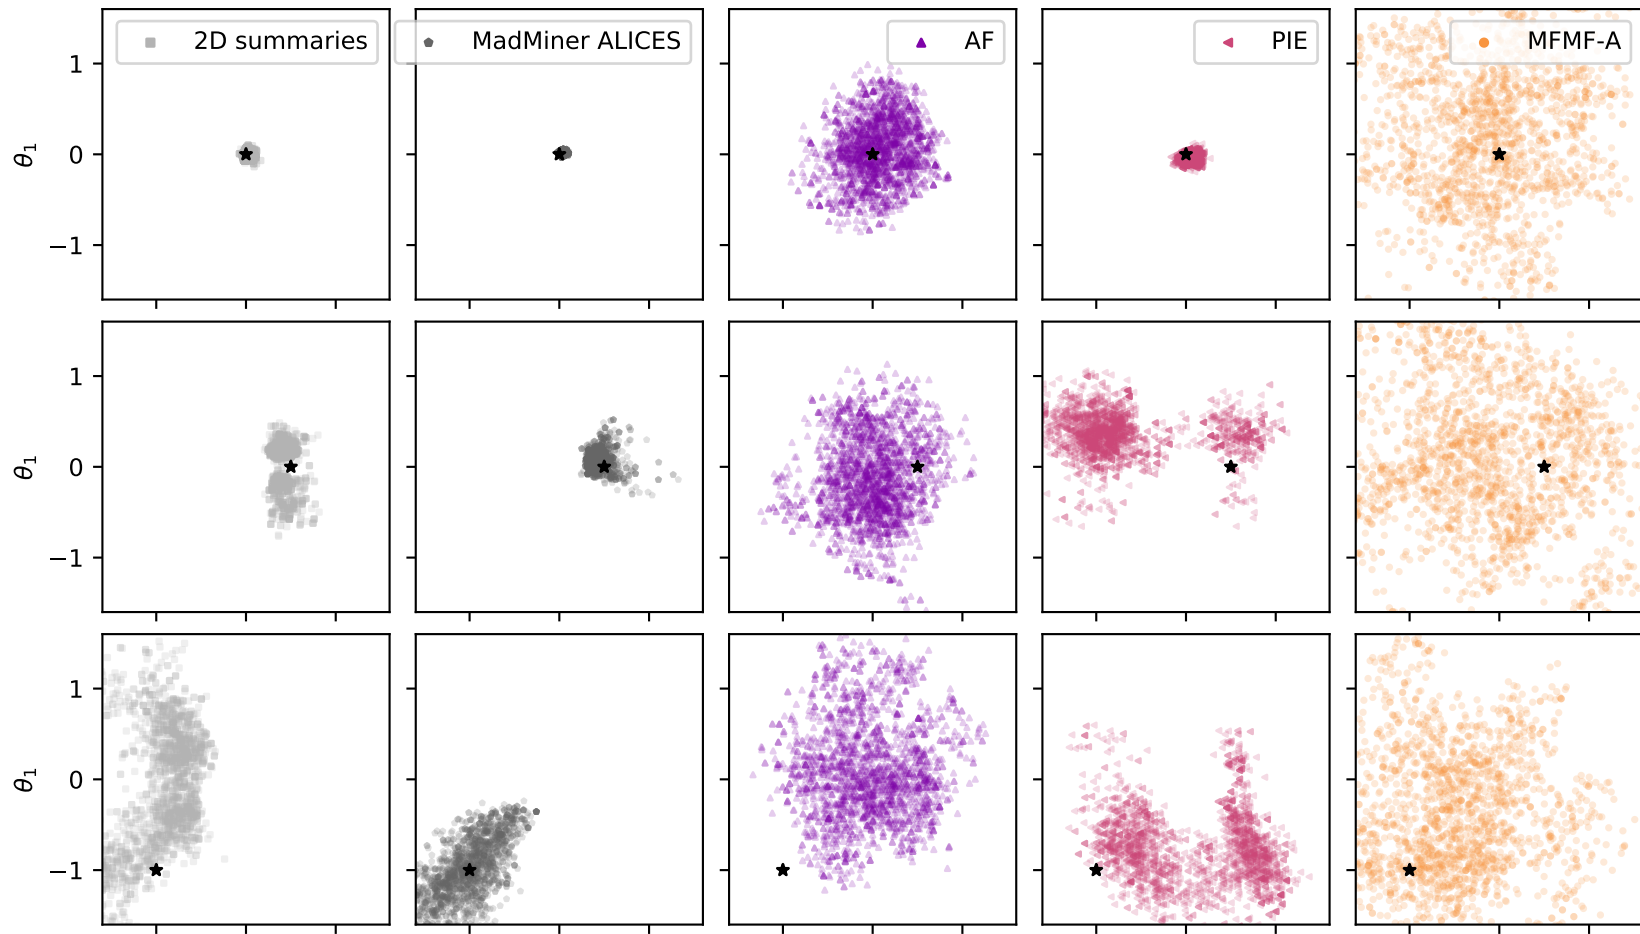 2D summaries
MadMiner ALICES
AF
PIE
MFMF-A
θ₁
1
0
−1
θ₁
1
0
−1
θ₁
1
0
−1